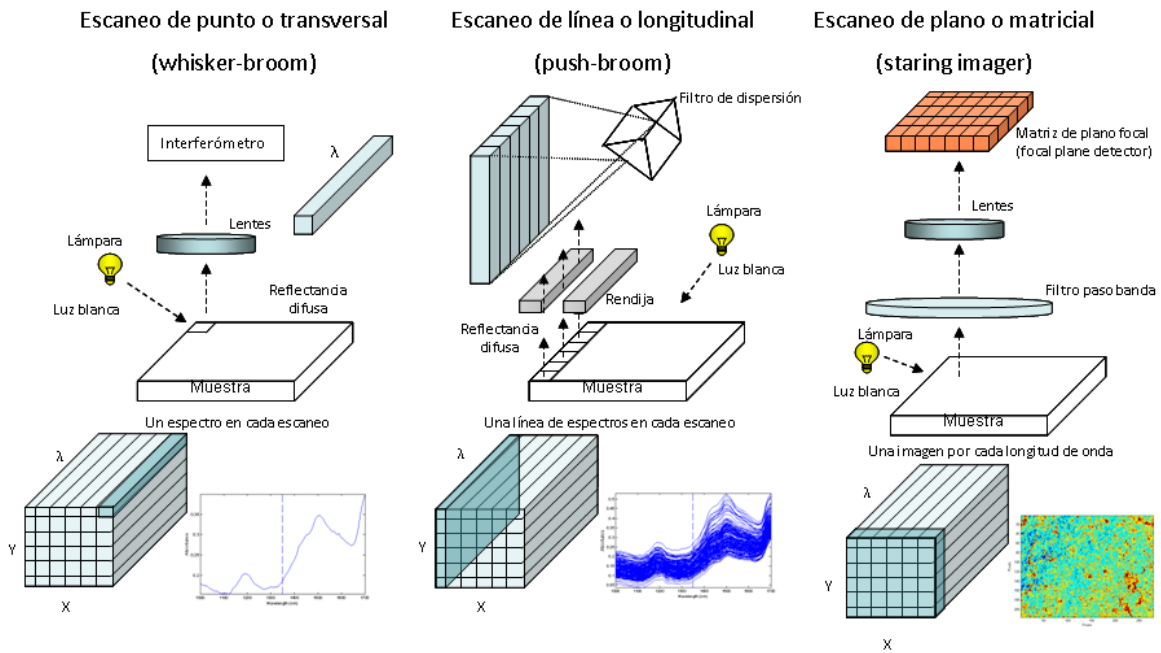 Escaneo de punto o transversal
(whisker-broom)
Interferómetro
λ
Lentes
Lámpara
Luz blanca
Reflectancia
difusa
Muestra
Un espectro en cada escaneo
λ
Y
X
Escaneo de línea o longitudinal
(push-broom)
Filtro de dispersión
Lámpara
Luz blanca
Rendija
Reflectancia
difusa
Muestra
Una línea de espectros en cada escaneo
λ
Y
X
Escaneo de plano o matricial
(staring imager)
Matriz de plano focal
(focal plane detector)
Lentes
Filtro paso banda
Lámpara
Luz blanca
Muestra
Una imagen por cada longitud de onda
λ
Y
X